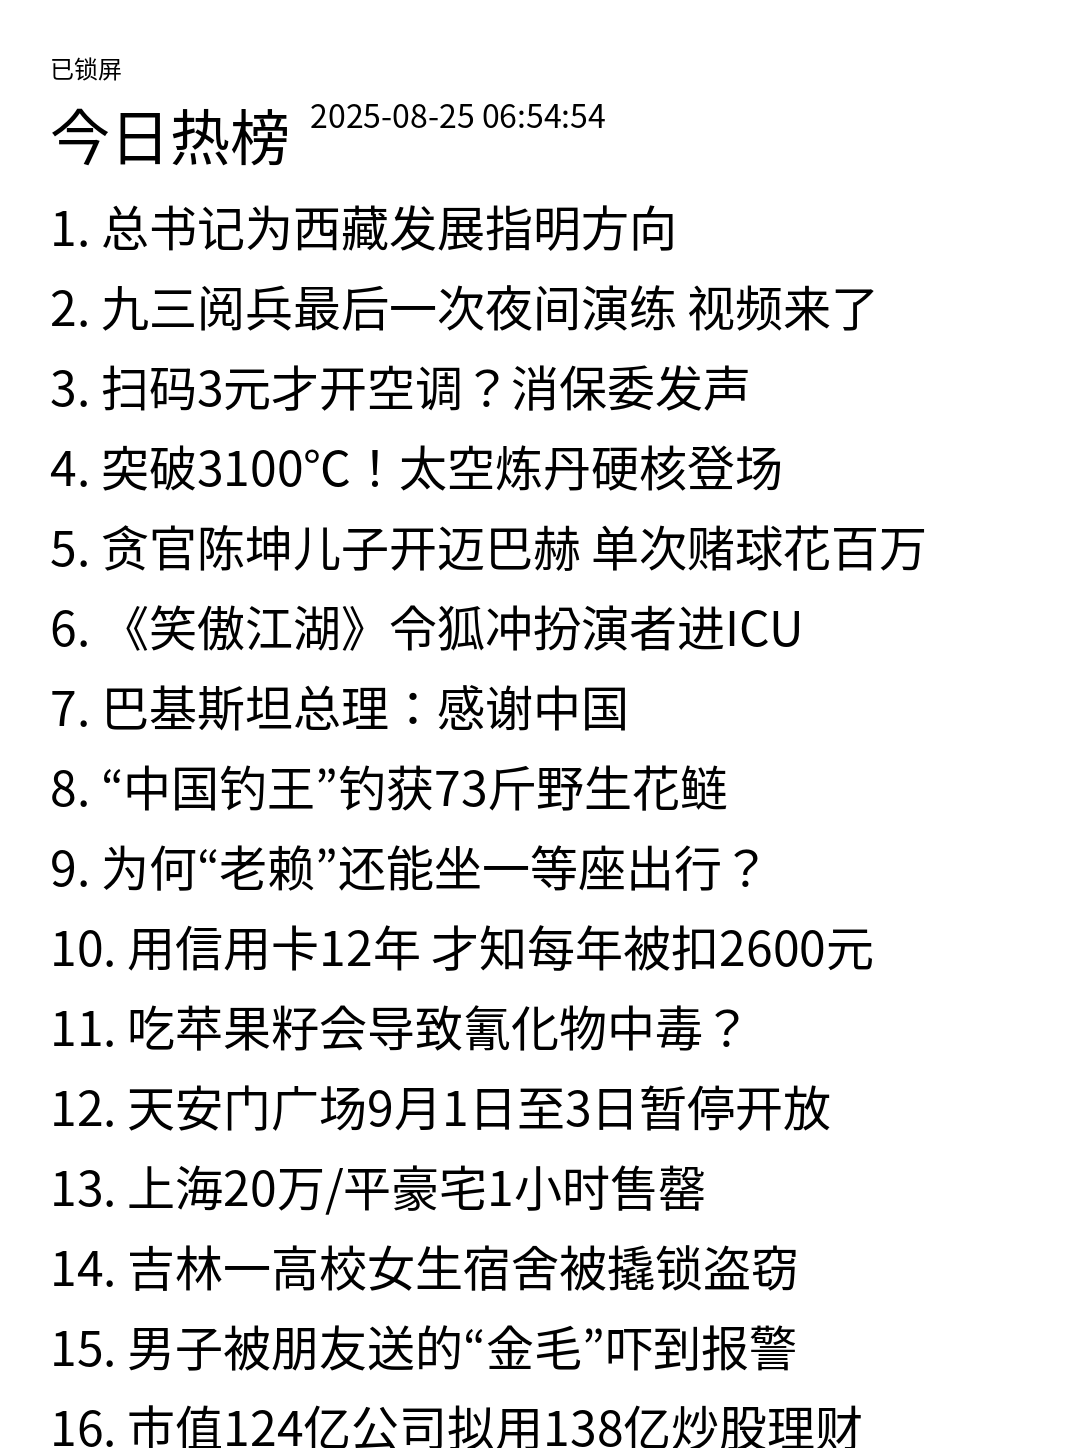 已锁屏
今日热榜 2025-08-25 06:54:54
1. 总书记为西藏发展指明方向
2. 九三阅兵最后一次夜间演练 视频来了
3. 扫码3元才开空调？消保委发声
4. 突破3100℃！太空炼丹硬核登场
5. 贪官陈坤儿子开迈巴赫 单次赌球花百万
6. 《笑傲江湖》令狐冲扮演者进ICU
7. 巴基斯坦总理：感谢中国
8. “中国钓王”钓获73斤野生花鲢
9. 为何“老赖”还能坐一等座出行？
10. 用信用卡12年 才知每年被扣2600元
11. 吃苹果籽会导致氰化物中毒？
12. 天安门广场9月1日至3日暂停开放
13. 上海20万/平豪宅1小时售罄
14. 吉林一高校女生宿舍被撬锁盗窃
15. 男子被朋友送的“金毛”吓到报警
16. 市值124亿公司拟用138亿炒股理财